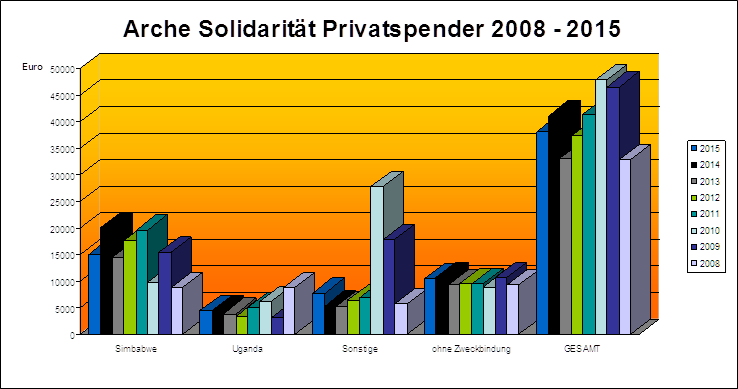 Arche Solidarität Privatspender 2008 - 2015
Euro
50000
45000
40000
35000
30000
25000
20000
15000
10000
5000
0
Simbabwe
Uganda
Sonstige
ohne Zweckbindung
GESAMT
2015
2014
2013
2012
2011
2010
2009
2008